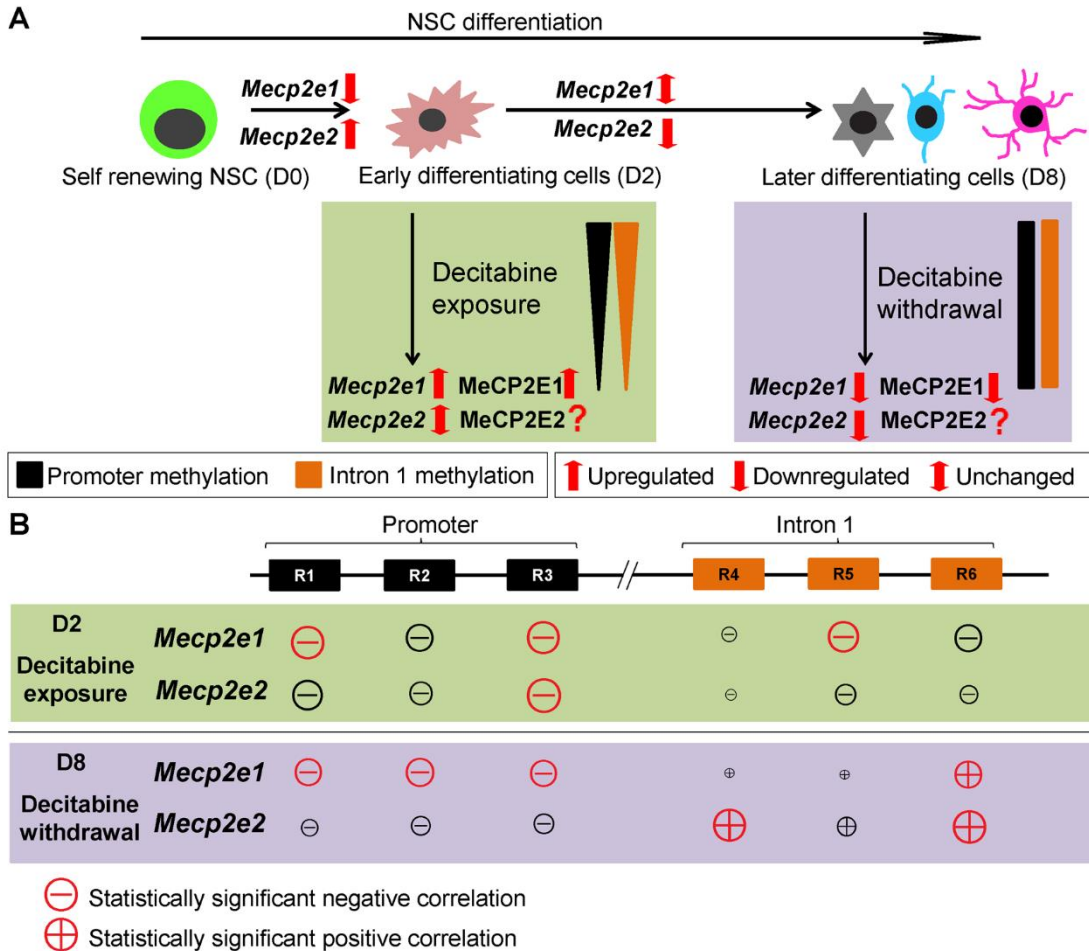 A
NSC differentiation
Mecp2e1
Mecp2e2
Mecp2e1
Mecp2e2
Self renewing NSC (D0)
Early differentiating cells (D2)
Later differentiating cells (D8)
Decitabine
exposure
Mecp2e1 MeCP2E1
Mecp2e2 MeCP2E2 ?
Decitabine
withdrawal
Mecp2e1 MeCP2E1
Mecp2e2 MeCP2E2 ?
Promoter methylation Intron 1 methylation
Upregulated Downregulated Unchanged
B
Promoter Intron 1
R1 R2 R3 R4 R5 R6
D2
Decitabine
exposure
Mecp2e1
Mecp2e2
D8
Decitabine
withdrawal
Mecp2e1
Mecp2e2
Statistically significant negative correlation
Statistically significant positive correlation